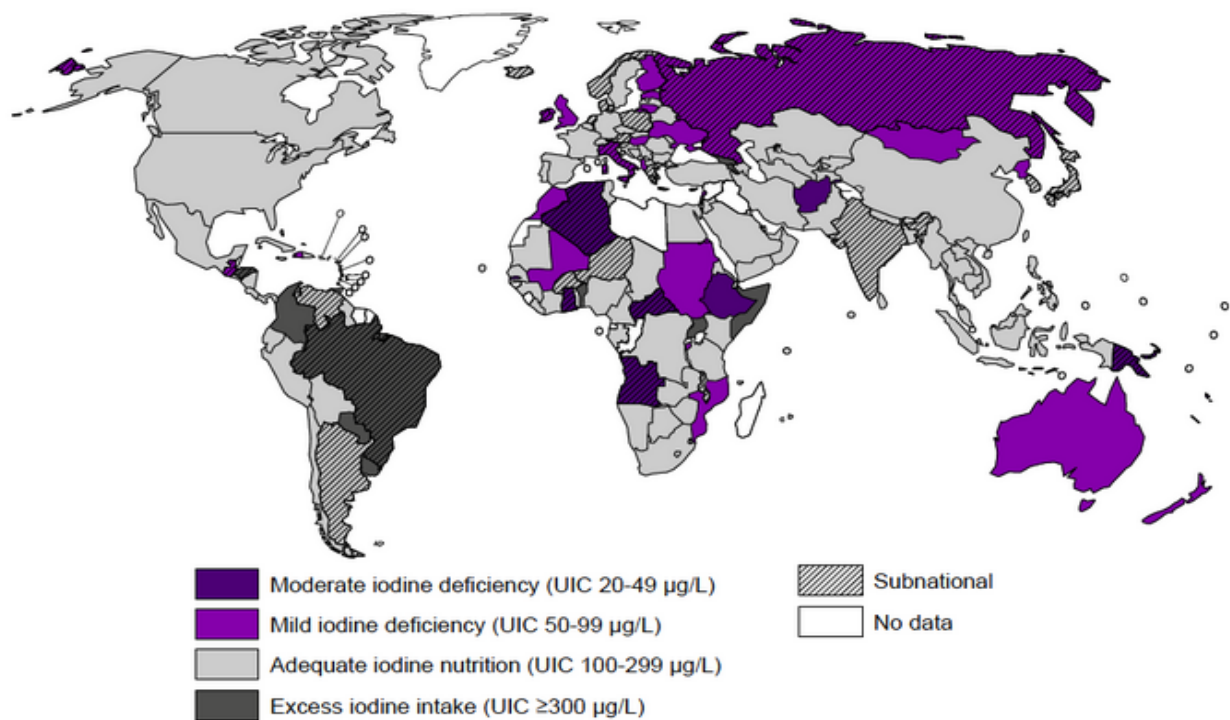 Moderate iodine deficiency (UIC 20-49 µg/L)
Mild iodine deficiency (UIC 50-99 µg/L)
Adequate iodine nutrition (UIC 100-299 µg/L)
Excess iodine intake (UIC ≥300 µg/L)
Subnational
No data